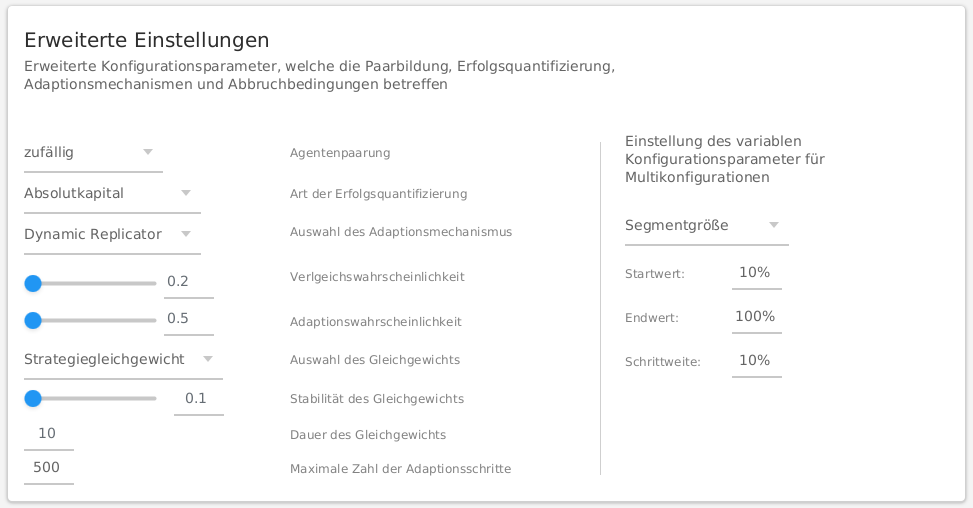 Erweiterte Einstellungen
Erweiterte Konfigurationsparameter, welche die Paarbildung, Erfolgsquantifizierung,
Adaptionsmechanismen und Abbruchbedingungen betreffen
zufällig Agentenpaarung
Absolutkapital Art der Erfolgsquantifizierung
Dynamic Replicator Auswahl des Adaptionsmechanismus
0.2 Verlgeichswahrscheinlichkeit
0.5 Adaptionswahrscheinlichkeit
Strategiegleichgewicht Auswahl des Gleichgewichts
0.1 Stabilität des Gleichgewichts
10 Dauer des Gleichgewichts
500 Maximale Zahl der Adaptionsschritte
Einstellung des variablen
Konfigurationsparameter für
Multikonfigurationen
Segmentgröße
Startwert: 10%
Endwert: 100%
Schrittweite: 10%